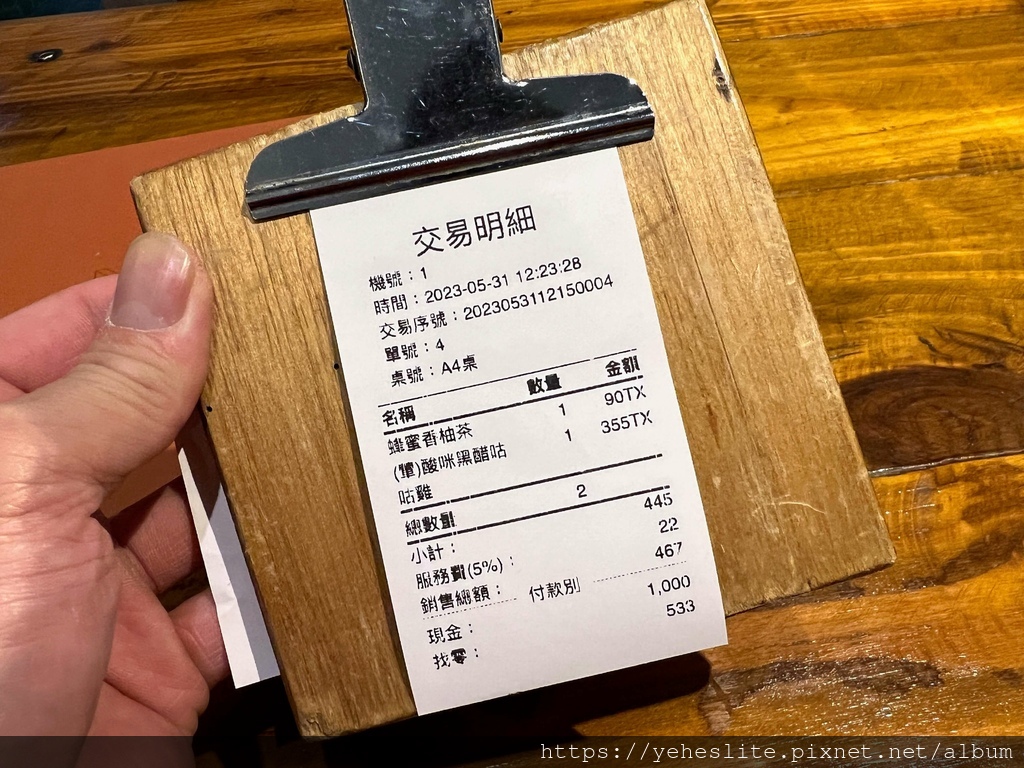 交易明細
機號：1
時間：2023-05-31 12:23:28
交易序號：2023053112150004
單號：4
桌號：A4桌
名稱 數量 金額
蜂蜜香柚茶 1 90TX
(單)酸咪黑醋咕 1 355TX
咕雞
總數量 2
小計： 445
服務費(5%)： 22
銷售總額： 467
付款別
現金： 1,000
找零： 533
https://yeheslite.pixnet.net/album